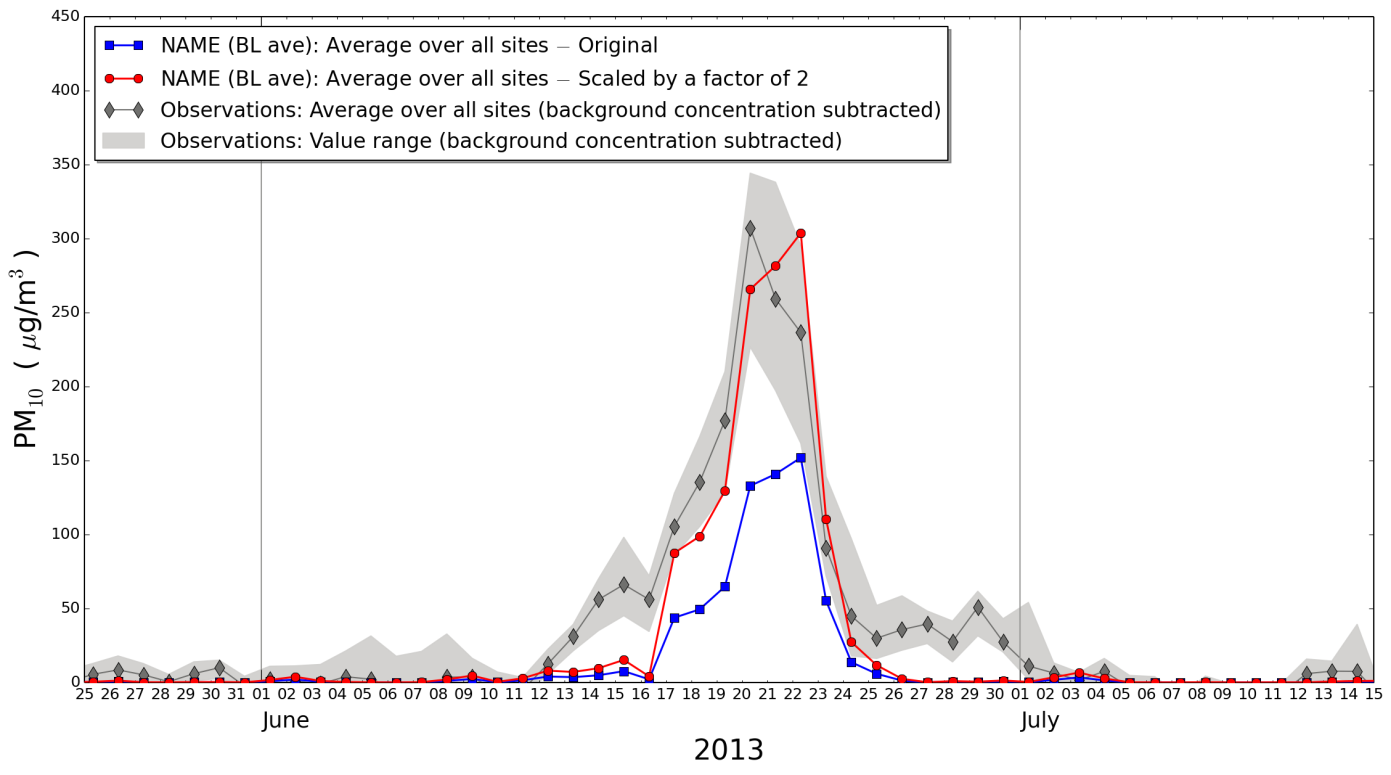 450
400
350
300
250
200
150
100
50
0
PM10 ( μg/m3 )
NAME (BL ave): Average over all sites − Original
NAME (BL ave): Average over all sites − Scaled by a factor of 2
Observations: Average over all sites (background concentration subtracted)
Observations: Value range (background concentration subtracted)
25 26 27 28 29 30 31 01 02 03 04 05 06 07 08 09 10 11 12 13 14 15 16 17 18 19 20 21 22 23 24 25 26 27 28 29 30 01 02 03 04 05 06 07 08 09 10 11 12 13 14 15
June July
2013